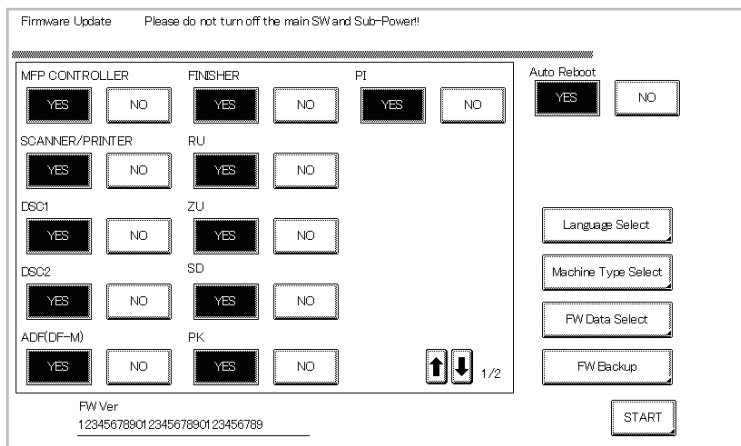 Firmware Update Please do not turn off the main SW and Sub-Power!!
MFP CONTROLLER FINISHER PI Auto Reboot
YES NO YES NO YES NO YES NO
SCANNER/PRINTER RU
YES NO YES NO
DSC1 ZU
YES NO YES NO
Language Select
DSC2 SD
Machine Type Select
YES NO YES NO
FW Data Select
ADF(DF-M) PK
YES NO YES NO 1/2
FW Backup
FW Ver
12345678901234567890123456789
START